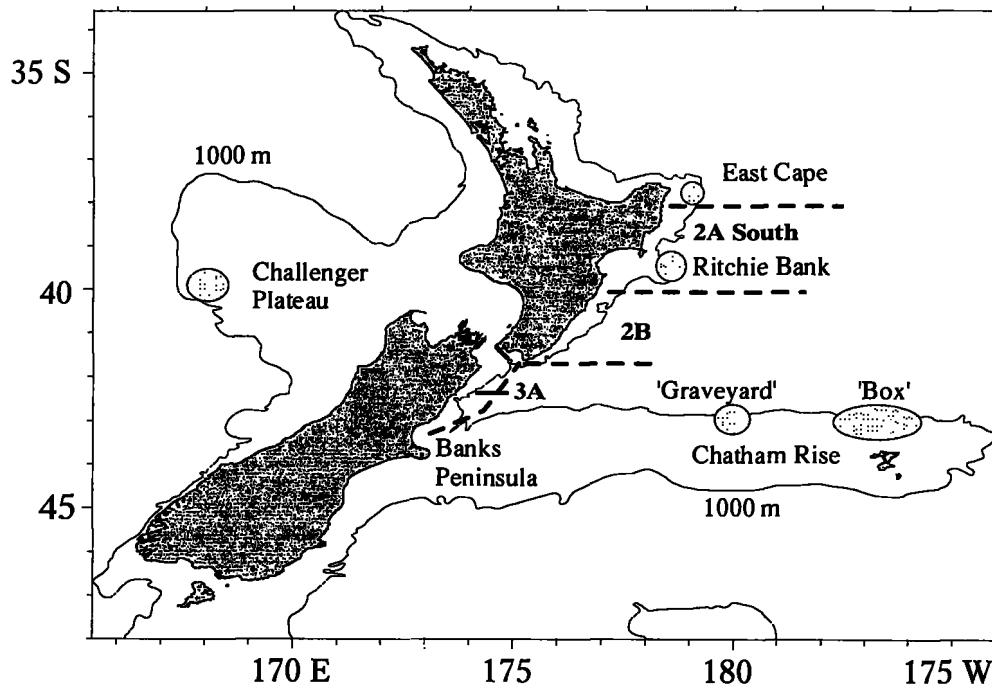 35 S
1000 m
East Cape
2A South
Challenger
Plateau
Ritchie Bank
40
2B
3A
'Graveyard'
'Box'
Banks
Peninsula
Chatham Rise
45
1000 m
170 E
175
180
175 W